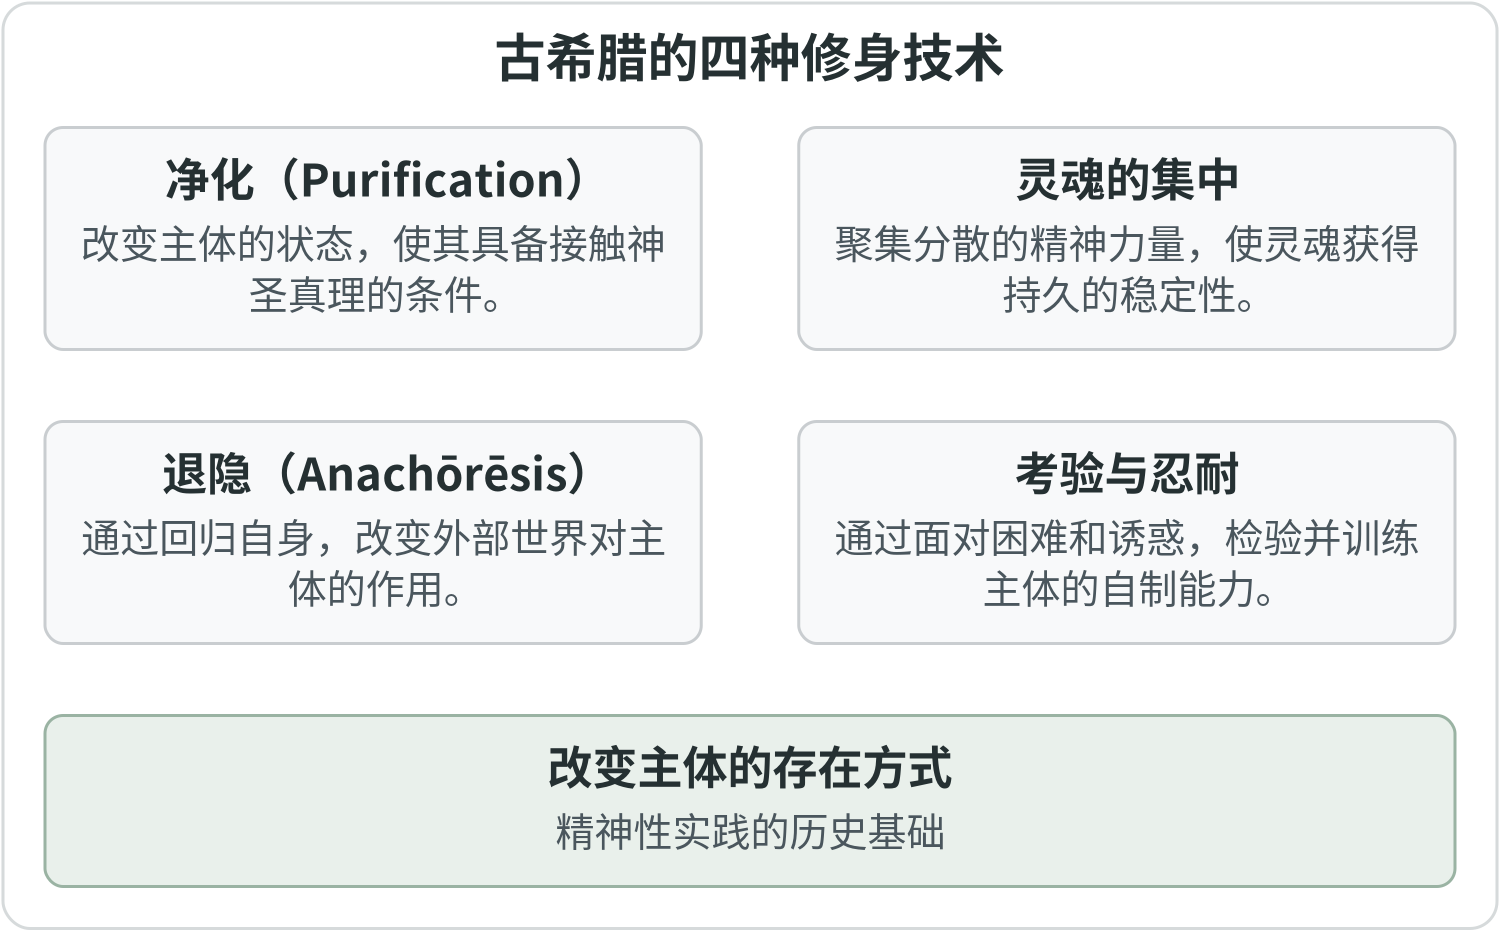 古希腊的四种修身技术
净化（Purification）
改变主体的状态，使其具备接触神
圣真理的条件。
灵魂的集中
聚集分散的精神力量，使灵魂获得
持久的稳定性。
退隐（Anachōrēsis）
通过回归自身，改变外部世界对主
体的作用。
考验与忍耐
通过面对困难和诱惑，检验并训练
主体的自制能力。
改变主体的存在方式
精神性实践的历史基础